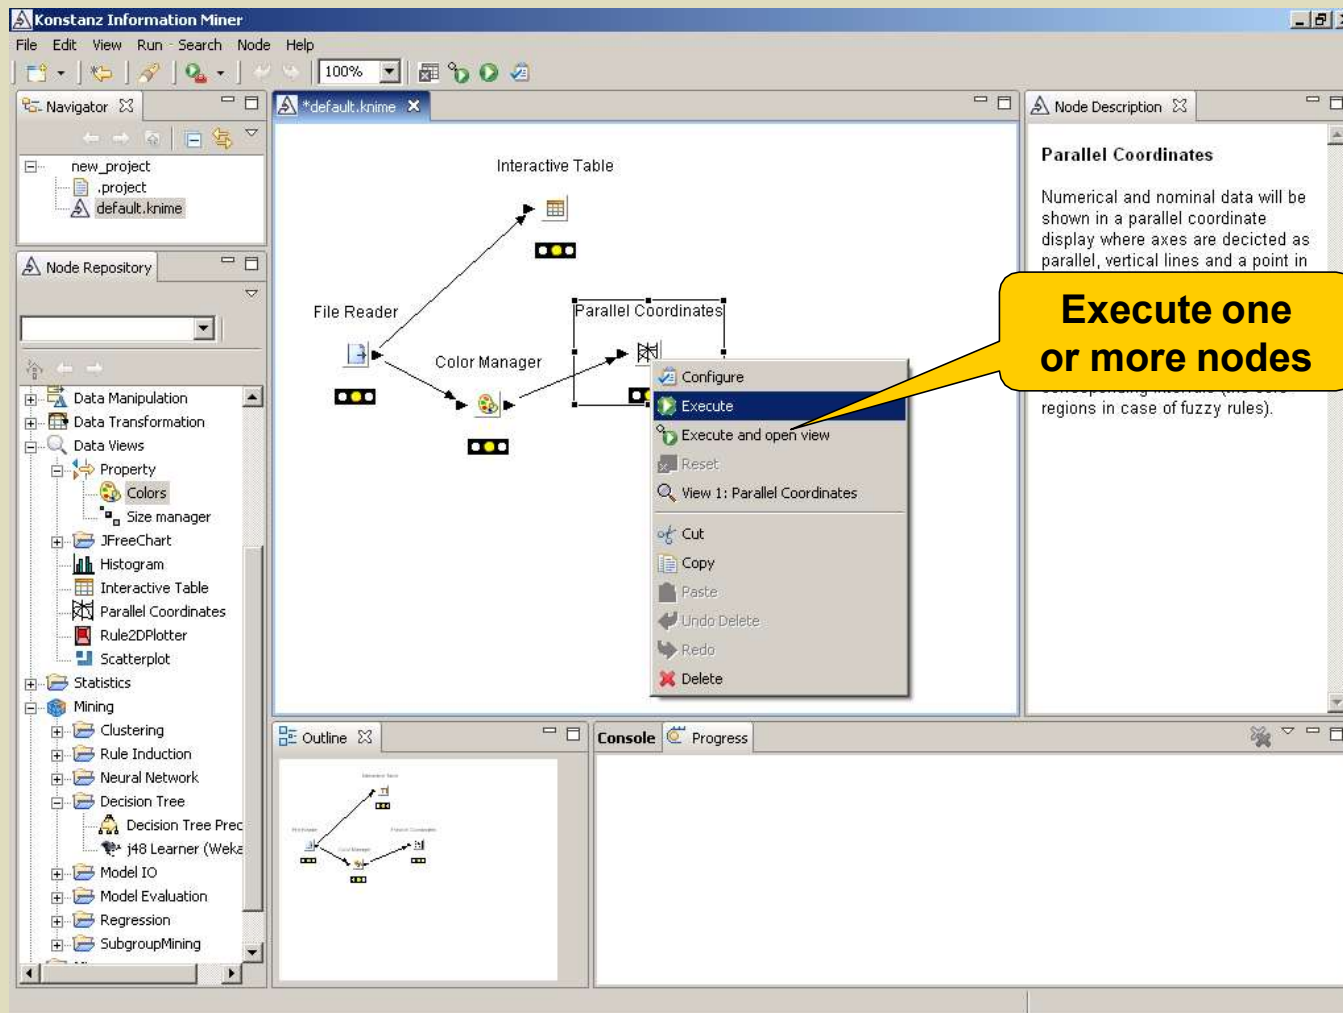 Konstanz Information Miner
File Edit View Run Search Node Help
100%
Navigator
*default.knime
Node Description
new_project
.project
default.knime
Node Repository
Data Manipulation
Data Transformation
Data Views
Property
Colors
Size manager
JFreeChart
Histogram
Interactive Table
Parallel Coordinates
Rule2DPlotter
Scatterplot
Statistics
Mining
Clustering
Rule Induction
Neural Network
Decision Tree
Decision Tree Prec
j48 Learner (Weka
Model IO
Model Evaluation
Regression
SubgroupMining
Interactive Table
File Reader
Color Manager
Parallel Coordinates
Configure
Execute
Execute and open view
Reset
View 1: Parallel Coordinates
Cut
Copy
Paste
Undo Delete
Redo
Delete
Parallel Coordinates
Numerical and nominal data will be
shown in a parallel coordinate
display where axes are decicted as
parallel, vertical lines and a point in
Execute one
or more nodes
regions in case of fuzzy rules).
Outline
Console
Progress